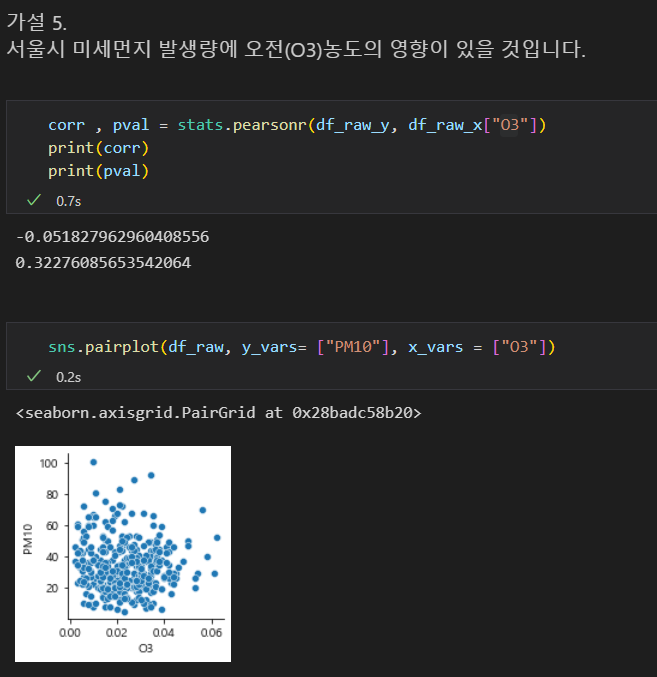 가설 5.
서울시 미세먼지 발생량에 오전(O3)농도의 영향이 있을 것입니다.
corr , pval = stats.pearsonr(df_raw_y, df_raw_x["O3"])
print(corr)
print(pval)
0.7s
-0.051827962960408556
0.32276085653542064
sns.pairplot(df_raw, y_vars= ["PM10"], x_vars = ["O3"])
0.2s
<seaborn.axisgrid.PairGrid at 0x28badc58b20>
100
80
60
40
20
PM10
0.00 0.02 0.04 0.06
O3